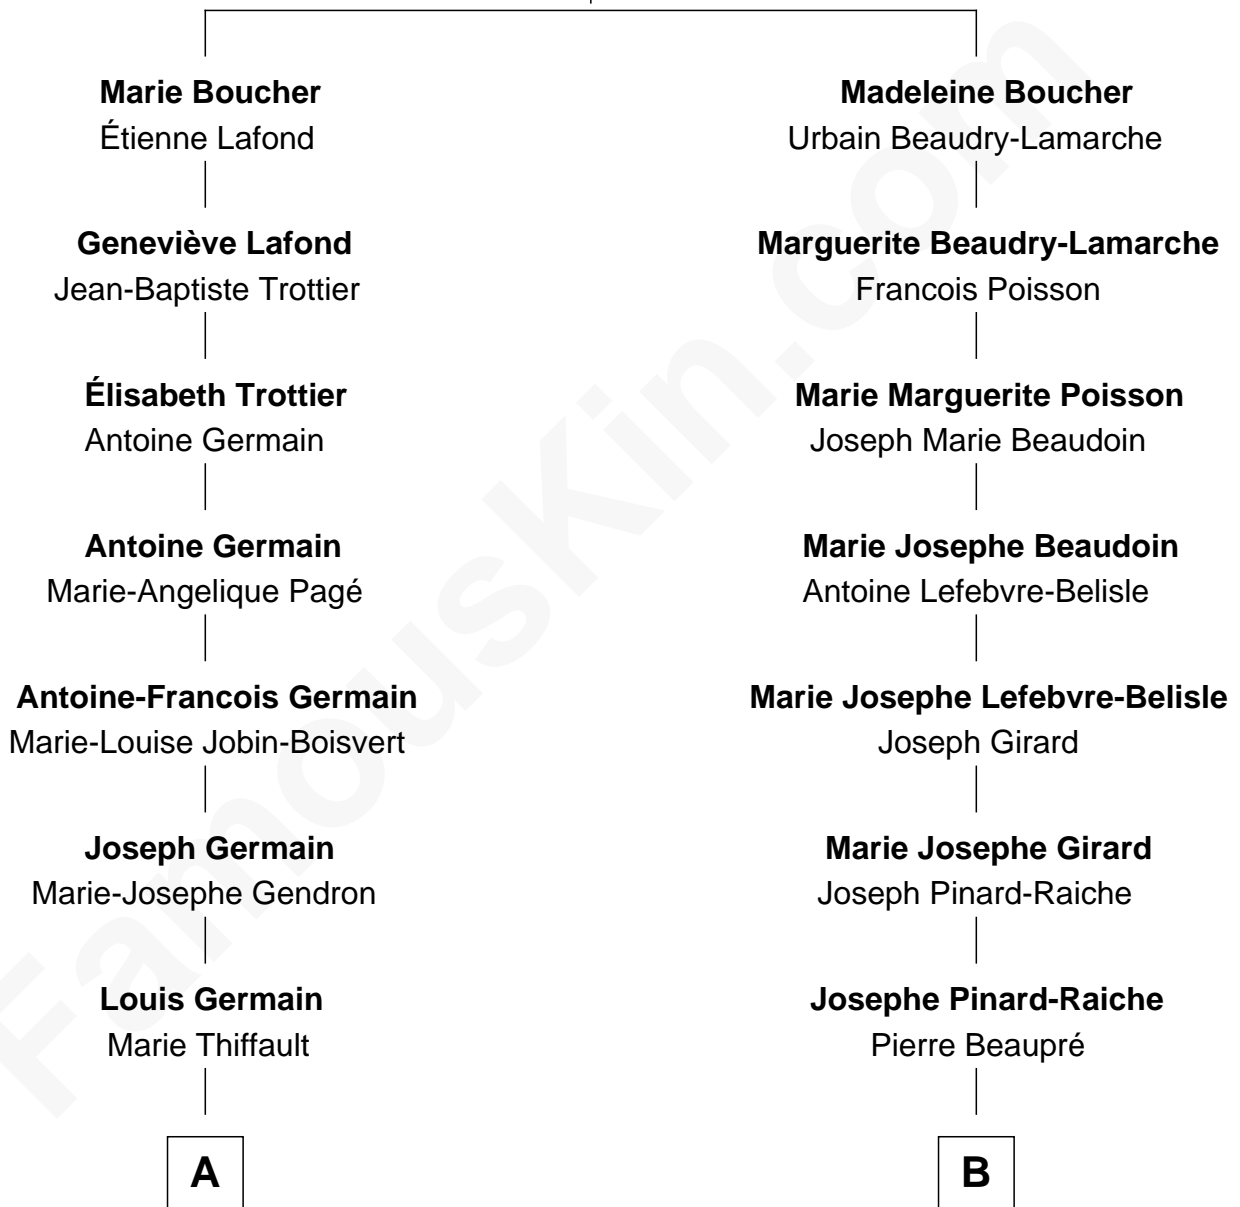 Marie Boucher
Étienne Lafond
Geneviève Lafond
Jean-Baptiste Trottier
Élisabeth Trottier
Antoine Germain
Antoine Germain
Marie-Angelique Pagé
Antoine-Francois Germain
Marie-Louise Jobin-Boisvert
Joseph Germain
Marie-Josephe Gendron
Louis Germain
Marie Thiffault
A
Madeleine Boucher
Urbain Beaudry-Lamarche
Marguerite Beaudry-Lamarche
Francois Poisson
Marie Marguerite Poisson
Joseph Marie Beaudoin
Marie Josephe Beaudoin
Antoine Lefebvre-Belisle
Marie Josephe Lefebvre-Belisle
Joseph Girard
Marie Josephe Girard
Joseph Pinard-Raiche
Josephe Pinard-Raiche
Pierre Beaupré
B
FamousKin.com